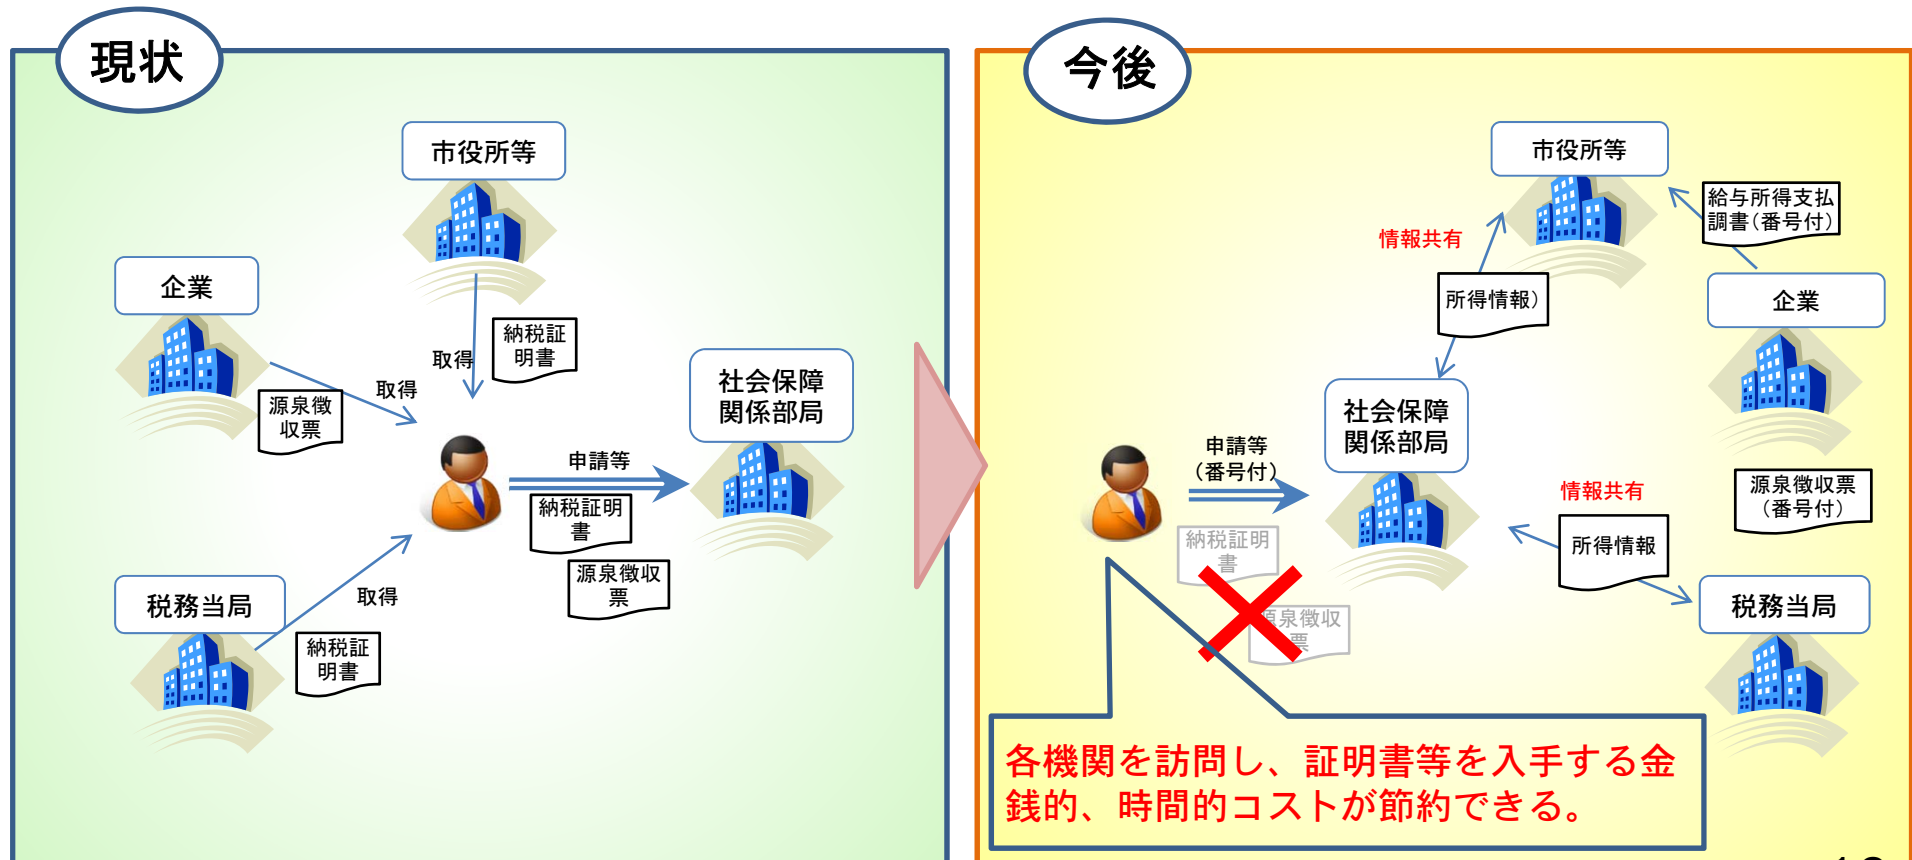 現状
市役所等
企業
納税証
明書
取得
取得
源泉徴
収票
社会保障
関係部局
申請等
納税証明
書
源泉徴収
票
税務当局
取得
納税証
明書
今後
市役所等
給与所得支払
調書(番号付)
情報共有
所得情報)
企業
社会保障
関係部局
申請等
(番号付)
情報共有
源泉徴収票
(番号付)
納税証明
書
所得情報
源泉徴収
票
税務当局
各機関を訪問し、証明書等を入手する金
銭的、時間的コストが節約できる。